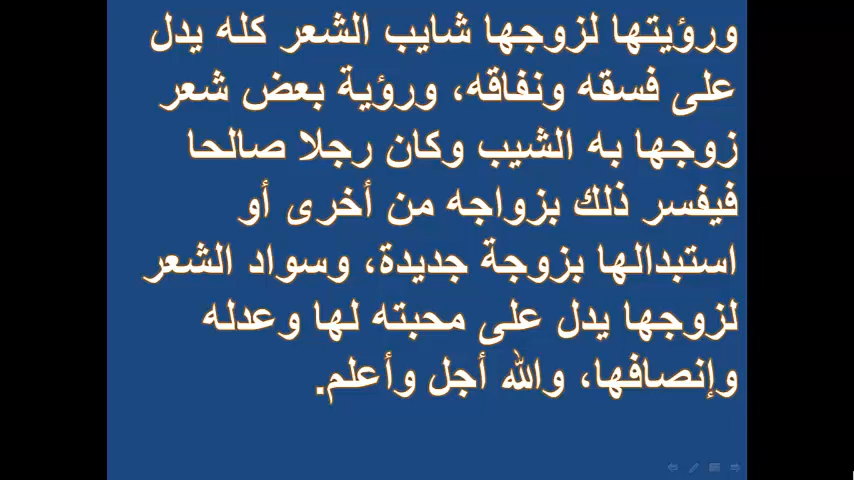 ورؤيتها لزوجها شايب الشعر كله يدل
على فسقه ونفاقه، ورؤية بعض شعر
زوجها به الشيب وكان رجلا صالحا
فيفسر ذلك بزواجه من أخرى أو
استبدالها بزوجة جديدة، وسواد الشعر
لزوجها يدل على محبته لها وعدله
وإنصافها، والله أجل وأعلم.